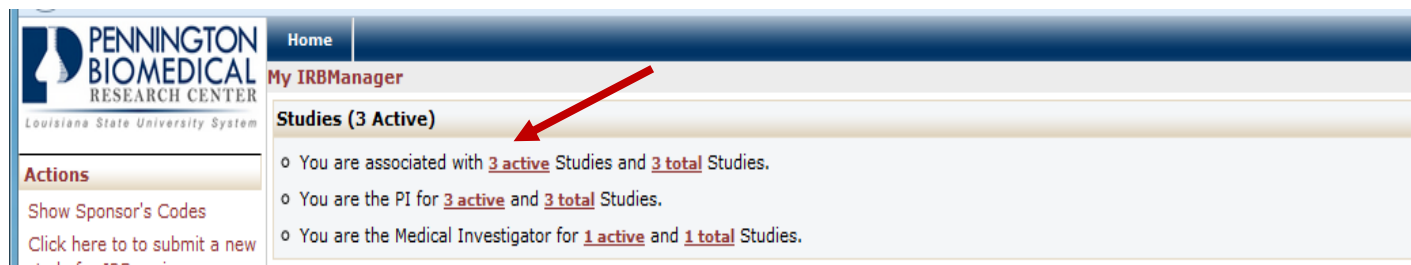 PENNINGTON
BIOMEDICAL
RESEARCH CENTER
Louisiana State University System
Actions
Show Sponsor's Codes
Click here to to submit a new
Home
My IRBManager
Studies (3 Active)
o You are associated with 3 active Studies and 3 total Studies.
o You are the PI for 3 active and 3 total Studies.
o You are the Medical Investigator for 1 active and 1 total Studies.